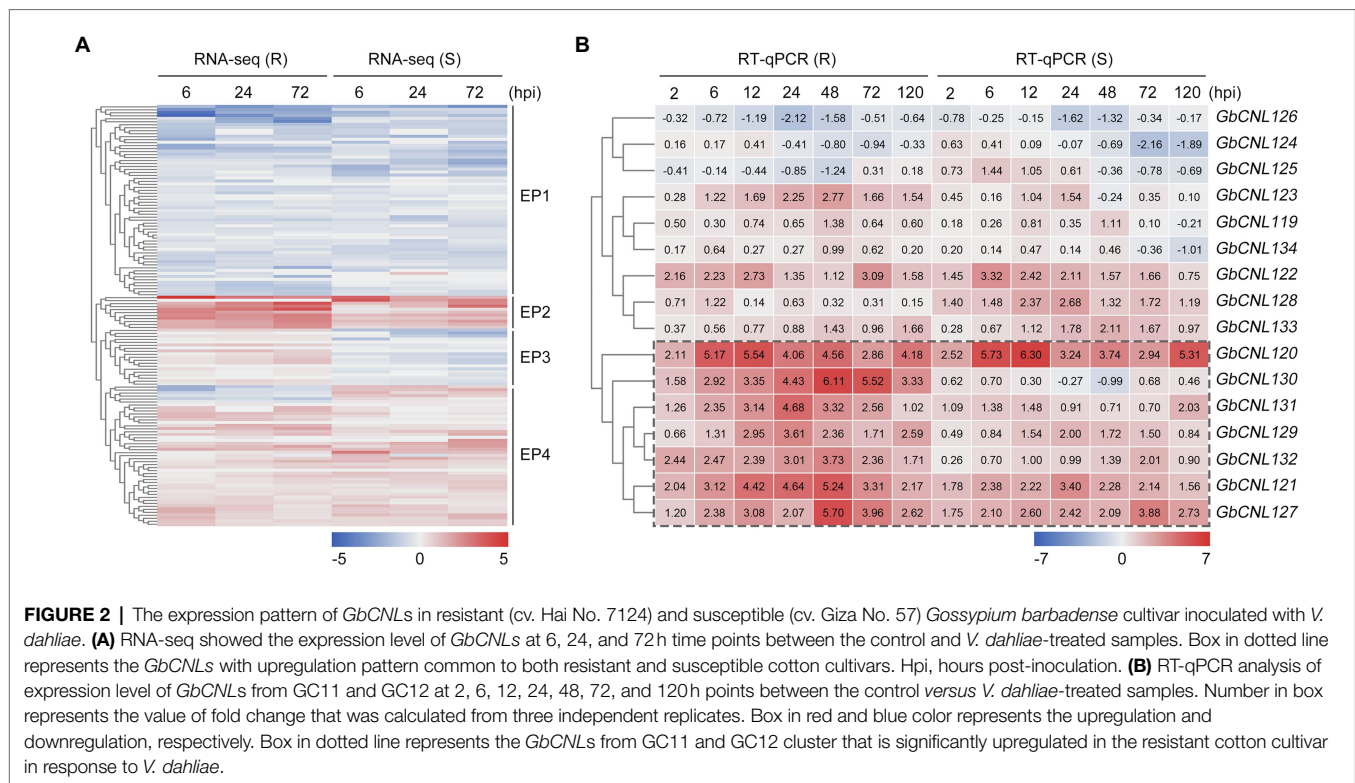 A
RNA-seq (R) RNA-seq (S)
6 24 72 6 24 72 (hpi)
EP1
EP2
EP3
EP4
-5 0 5
B
RT-qPCR (R) RT-qPCR (S)
2 6 12 24 48 72 120 2 6 12 24 48 72 120 (hpi)
-0.32 -0.72 -1.19 -2.12 -1.58 -0.51 -0.64 -0.78 -0.25 -0.15 -1.62 -1.32 -0.34 -0.17 GbCNL126
0.16 0.17 0.41 -0.41 -0.80 -0.94 -0.33 0.63 0.41 0.09 -0.07 -0.69 -2.16 -1.89 GbCNL124
-0.41 -0.14 -0.44 -0.85 -1.24 0.31 0.18 0.73 1.44 1.05 0.61 -0.36 -0.78 -0.69 GbCNL125
0.28 1.22 1.69 2.25 2.77 1.66 1.54 0.45 0.16 1.04 1.54 -0.24 0.35 0.10 GbCNL123
0.50 0.30 0.74 0.65 1.38 0.64 0.60 0.18 0.26 0.81 0.35 1.11 0.10 -0.21 GbCNL119
0.17 0.64 0.27 0.27 0.99 0.62 0.20 0.20 0.14 0.47 0.14 0.46 -0.36 -1.01 GbCNL134
2.16 2.23 2.73 1.35 1.12 3.09 1.58 1.45 3.32 2.42 2.11 1.57 1.66 0.75 GbCNL122
0.71 1.22 0.14 0.63 0.32 0.31 0.15 1.40 1.48 2.37 2.68 1.32 1.72 1.19 GbCNL128
0.37 0.56 0.77 0.88 1.43 0.96 1.66 0.28 0.67 1.12 1.78 2.11 1.67 0.97 GbCNL133
2.11 5.17 5.54 4.06 4.56 2.86 4.18 2.52 5.73 6.30 3.24 3.74 2.94 5.31 GbCNL120
1.58 2.92 3.35 4.43 6.11 5.52 3.33 0.62 0.70 0.30 -0.27 -0.99 0.68 0.46 GbCNL130
1.26 2.35 3.14 4.68 3.32 2.56 1.02 1.09 1.38 1.48 0.91 0.71 0.70 2.03 GbCNL131
0.66 1.31 2.95 3.61 2.36 1.71 2.59 0.49 0.84 1.54 2.00 1.72 1.50 0.84 GbCNL129
2.44 2.47 2.39 3.01 3.73 2.36 1.71 0.26 0.70 1.00 0.99 1.39 2.01 0.90 GbCNL132
2.04 3.12 4.42 4.64 5.24 3.31 2.17 1.78 2.38 2.22 3.40 2.28 2.14 1.56 GbCNL121
1.20 2.38 3.08 2.07 5.70 3.96 2.62 1.75 2.10 2.60 2.42 2.09 3.88 2.73 GbCNL127
-7 0 7
FIGURE 2 | The expression pattern of GbCNLs in resistant (cv. Hai No. 7124) and susceptible (cv. Giza No. 57) Gossypium barbadense cultivar inoculated with V.
dahliae. (A) RNA-seq showed the expression level of GbCNLs at 6, 24, and 72 h time points between the control and V. dahliae-treated samples. Box in dotted line
represents the GbCNLs with upregulation pattern common to both resistant and susceptible cotton cultivars. Hpi, hours post-inoculation. (B) RT-qPCR analysis of
expression level of GbCNLs from GC11 and GC12 at 2, 6, 12, 24, 48, 72, and 120 h points between the control versus V. dahliae-treated samples. Number in box
represents the value of fold change that was calculated from three independent replicates. Box in red and blue color represents the upregulation and
downregulation, respectively. Box in dotted line represents the GbCNLs from GC11 and GC12 cluster that is significantly upregulated in the resistant cotton cultivar
in response to V. dahliae.